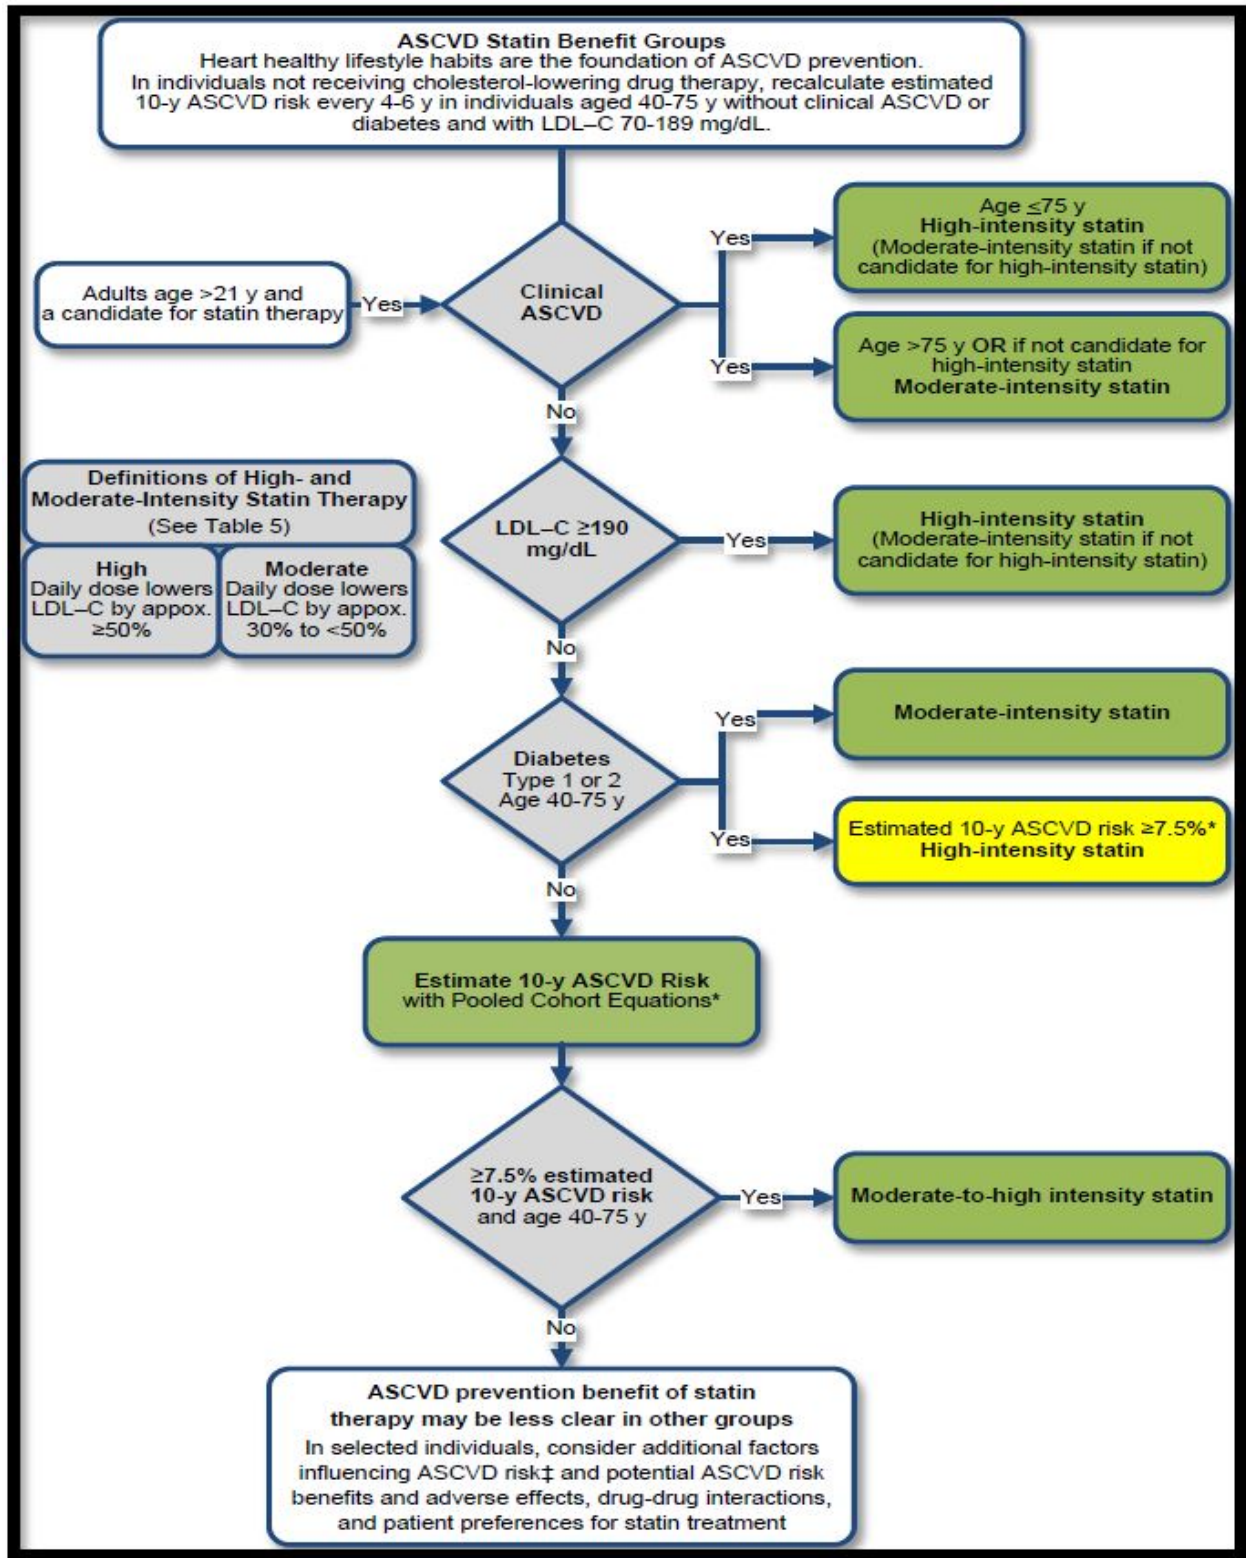 ASCVD Statin Benefit Groups
Heart healthy lifestyle habits are the foundation of ASCVD prevention.
In individuals not receiving cholesterol-lowering drug therapy, recalculate estimated
10-y ASCVD risk every 4-6 y in individuals aged 40-75 y without clinical ASCVD or
diabetes and with LDL–C 70-189 mg/dL.
Adults age >21 y and
a candidate for statin therapy
Yes
Clinical
ASCVD
Yes
Age ≤75 y
High-intensity statin
(Moderate-intensity statin if not
candidate for high-intensity statin)
Yes
Age >75 y OR if not candidate for
high-intensity statin
Moderate-intensity statin
No
Definitions of High- and
Moderate-Intensity Statin Therapy
(See Table 5)
High
Daily dose lowers
LDL–C by appox.
≥50%
Moderate
Daily dose lowers
LDL–C by appox.
30% to <50%
LDL–C ≥190
mg/dL
Yes
High-intensity statin
(Moderate-intensity statin if not
candidate for high-intensity statin)
No
Diabetes
Type 1 or 2
Age 40-75 y
Yes
Moderate-intensity statin
Yes
Estimated 10-y ASCVD risk ≥7.5%*
High-intensity statin
No
Estimate 10-y ASCVD Risk
with Pooled Cohort Equations*
≥7.5% estimated
10-y ASCVD risk
and age 40-75 y
Yes
Moderate-to-high intensity statin
No
ASCVD prevention benefit of statin
therapy may be less clear in other groups
In selected individuals, consider additional factors
influencing ASCVD risk‡ and potential ASCVD risk
benefits and adverse effects, drug-drug interactions,
and patient preferences for statin treatment